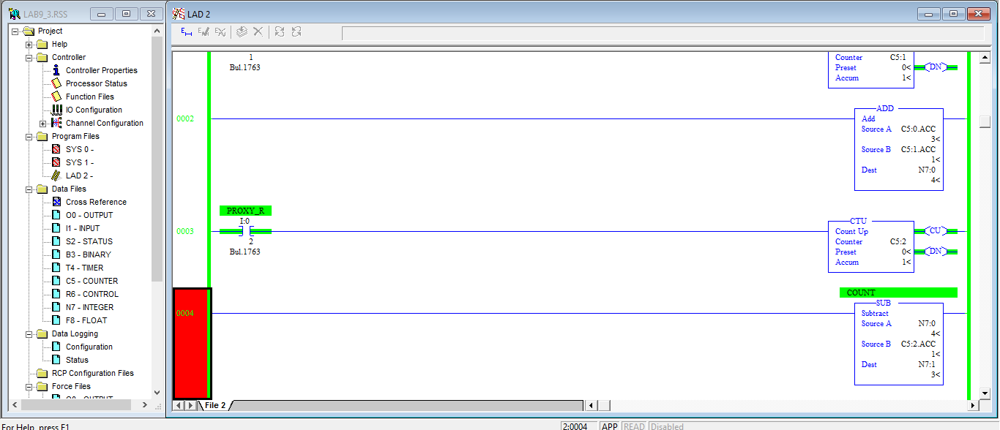 LAB9_3.RSS
Project
Help
Controller
Controller Properties
Processor Status
Function Files
IO Configuration
Channel Configuration
Program Files
SYS 0 -
SYS 1 -
LAD 2 -
Data Files
Cross Reference
O0 - OUTPUT
I1 - INPUT
S2 - STATUS
B3 - BINARY
T4 - TIMER
C5 - COUNTER
R6 - CONTROL
N7 - INTEGER
F8 - FLOAT
Data Logging
Configuration
Status
RCP Configuration Files
Force Files
O0 - OUTPUT
LAD 2
1
Bul.1763
Counter C5:1
Preset 0<
Accum 1<
DN
0002
ADD
Add
Source A C5:0.ACC
3<
Source B C5:1.ACC
1<
Dest N7:0
4<
0003
PROXY_R
I:0
2
Bul.1763
CTU
Count Up
Counter C5:2
Preset 0<
Accum 1<
CU
DN
0004
COUNT
SUB
Subtract
Source A N7:0
4<
Source B C5:2.ACC
1<
Dest N7:1
3<
File 2
For Help, press F1
2:0004 APP READ Disabled